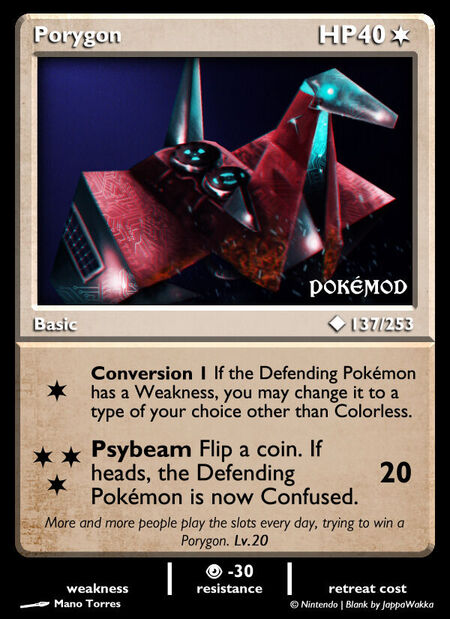 Porygon HP40
POKÉMOD
Basic 137/253
Conversion 1 If the Defending Pokémon
has a Weakness, you may change it to a
type of your choice other than Colorless.
Psybeam Flip a coin. If
heads, the Defending 20
Pokémon is now Confused.
More and more people play the slots every day, trying to win a
Porygon. Lv.20
-30
weakness resistance retreat cost
Mano Torres © Nintendo | Blank by JappaWakka